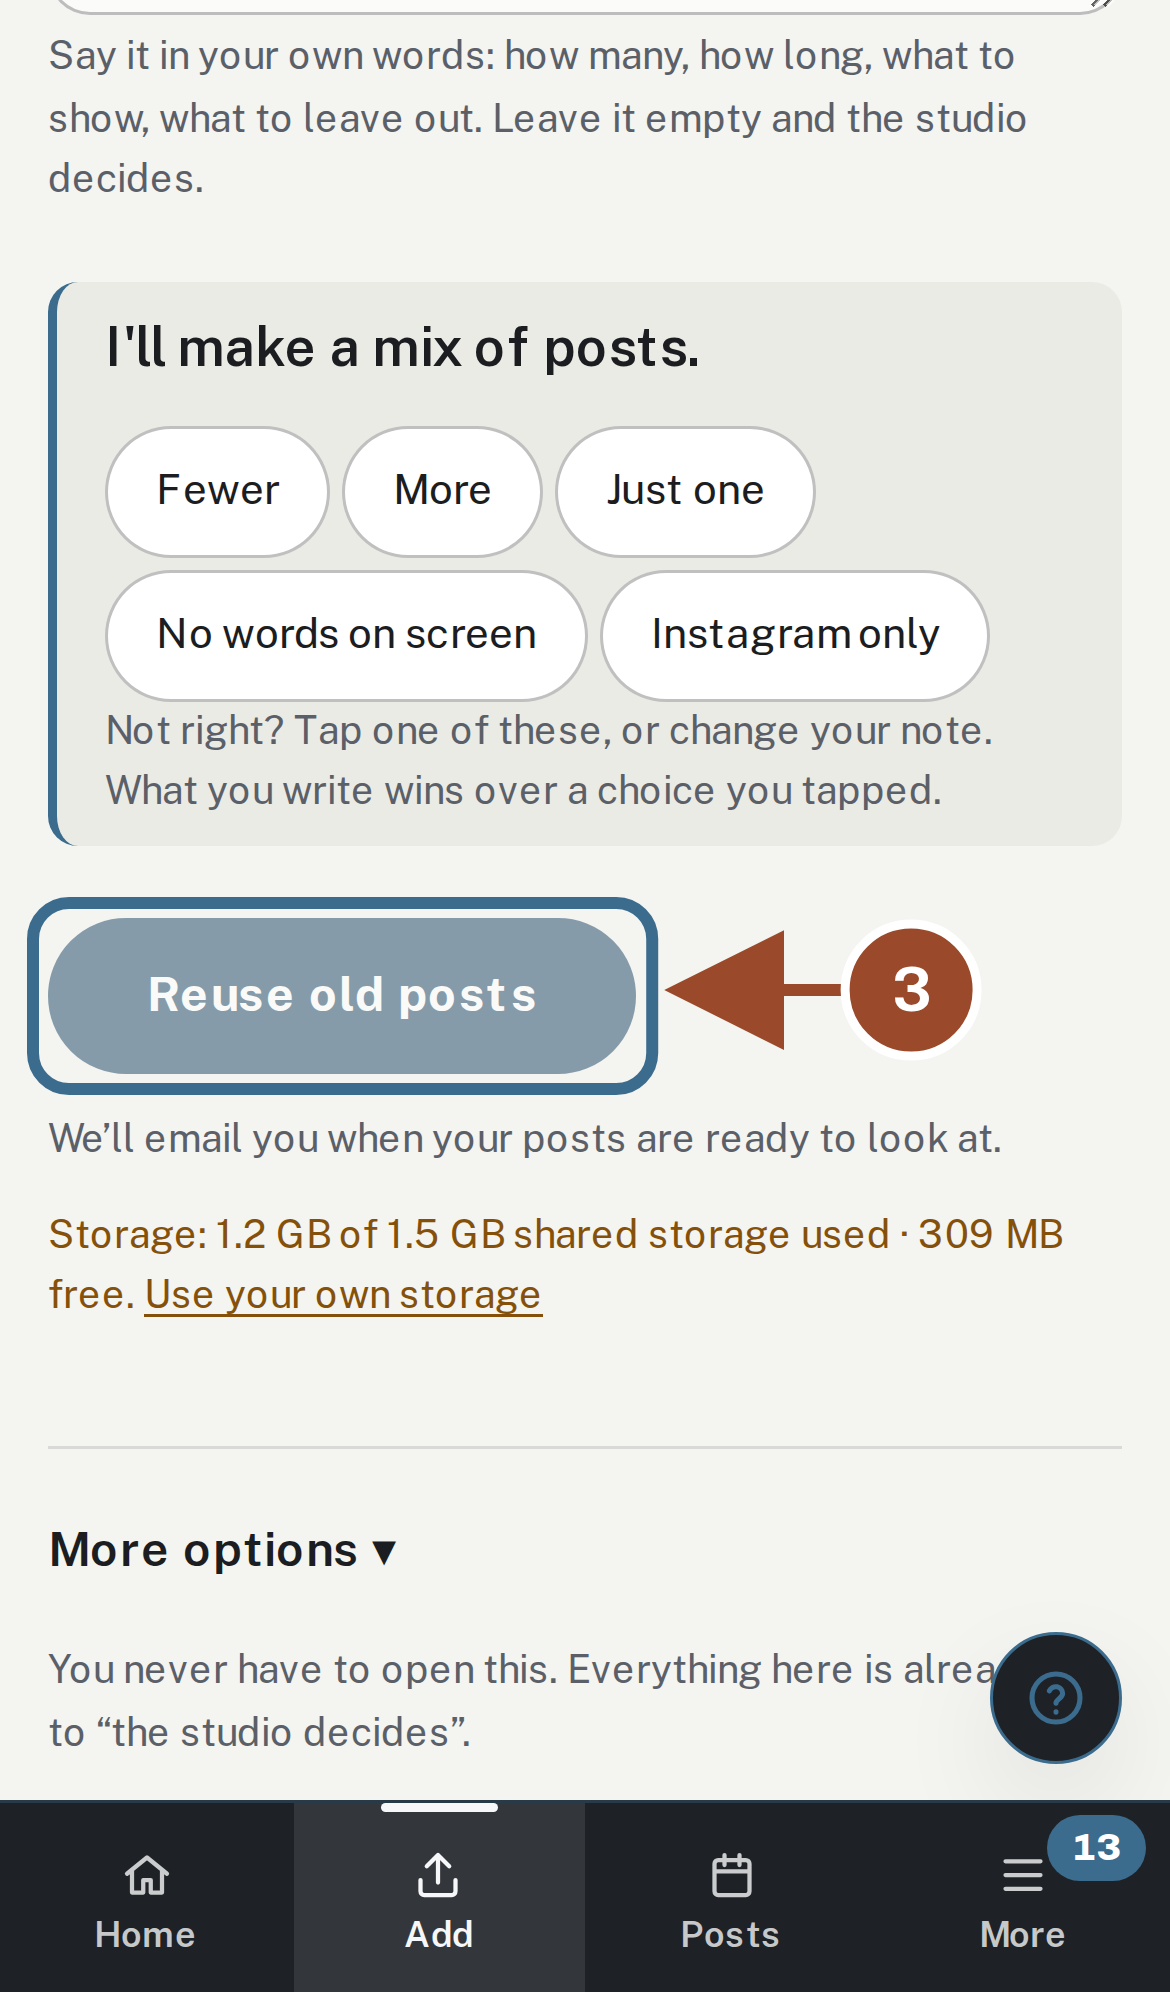 Say it in your own words: how many, how long, what to
show, what to leave out. Leave it empty and the studio
decides.
I'll make a mix of posts.
Fewer
More
Just one
No words on screen
Instagram only
Not right? Tap one of these, or change your note.
What you write wins over a choice you tapped.
Reuse old posts
3
We’ll email you when your posts are ready to look at.
Storage: 1.2 GB of 1.5 GB shared storage used · 309 MB
free. Use your own storage
More options ▾
You never have to open this. Everything here is
to “the studio decides”.
13
Home
Add
Posts
More